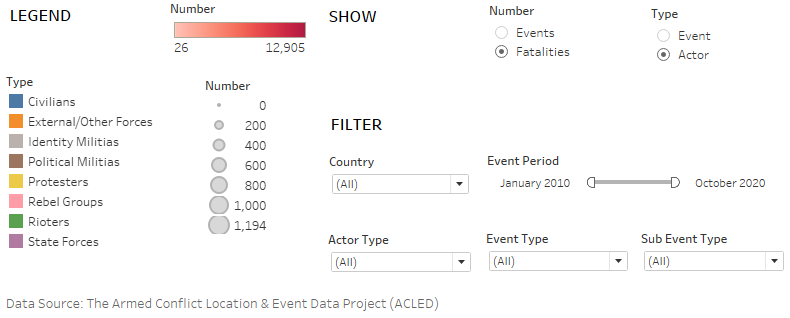 LEGEND
Number
26 12,905
SHOW
Number
Events
Fatalities
Type
Event
Actor
Type
Civilians
External/Other Forces
Identity Militias
Political Militias
Protesters
Rebel Groups
Rioters
State Forces
Number
0
200
400
600
800
1,000
1,194
FILTER
Country
(All)
Event Period
January 2010 October 2020
Actor Type
(All)
Event Type
(All)
Sub Event Type
(All)
Data Source: The Armed Conflict Location & Event Data Project (ACLED)